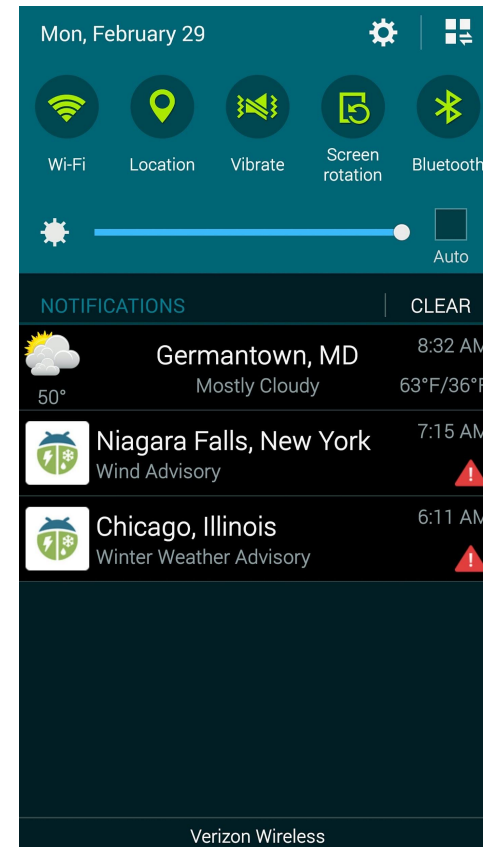 Mon, February 29
Wi-Fi
Location
Vibrate
Screen
rotation
Bluetooth
Auto
NOTIFICATIONS
CLEAR
Germantown, MD
8:32 AM
50°
Mostly Cloudy
63°F/36°F
Niagara Falls, New York
7:15 AM
Wind Advisory
Chicago, Illinois
6:11 AM
Winter Weather Advisory
Verizon Wireless